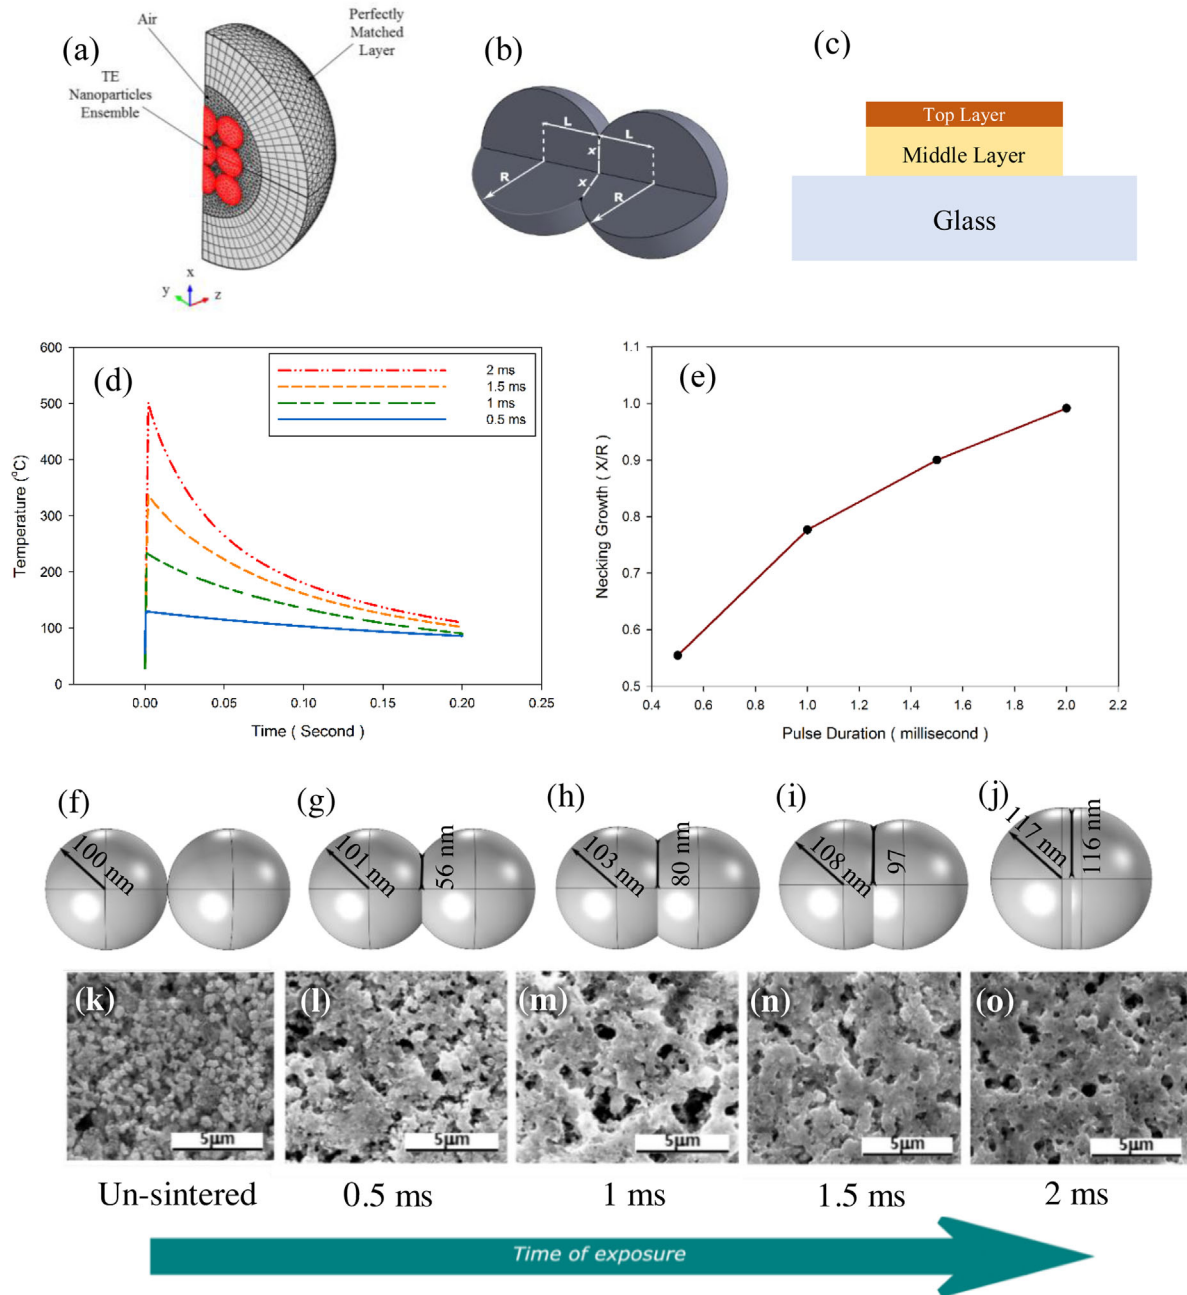 (a)
Air
Perfectly
Matched
Layer
TE
Nanoparticles
Ensemble
x
y
z
(b)
L
L
x
x
R
R
(c)
Top Layer
Middle Layer
Glass
(d)
600
500
400
300
200
100
0
Temperature (°C)
2 ms
1.5 ms
1 ms
0.5 ms
0.00
0.05
0.10
0.15
0.20
0.25
Time ( Second )
(e)
1.1
1.0
0.9
0.8
0.7
0.6
0.5
Necking Growth ( X/R )
0.4
0.6
0.8
1.0
1.2
1.4
1.6
1.8
2.0
2.2
Pulse Duration ( millisecond )
(f)
100 nm
(g)
101 nm
56 nm
(h)
103 nm
80 nm
(i)
108 nm
97
(j)
117 nm
116 nm
(k)
5µm
(l)
5µm
(m)
5µm
(n)
5µm
(o)
5µm
Un-sintered
0.5 ms
1 ms
1.5 ms
2 ms
Time of exposure